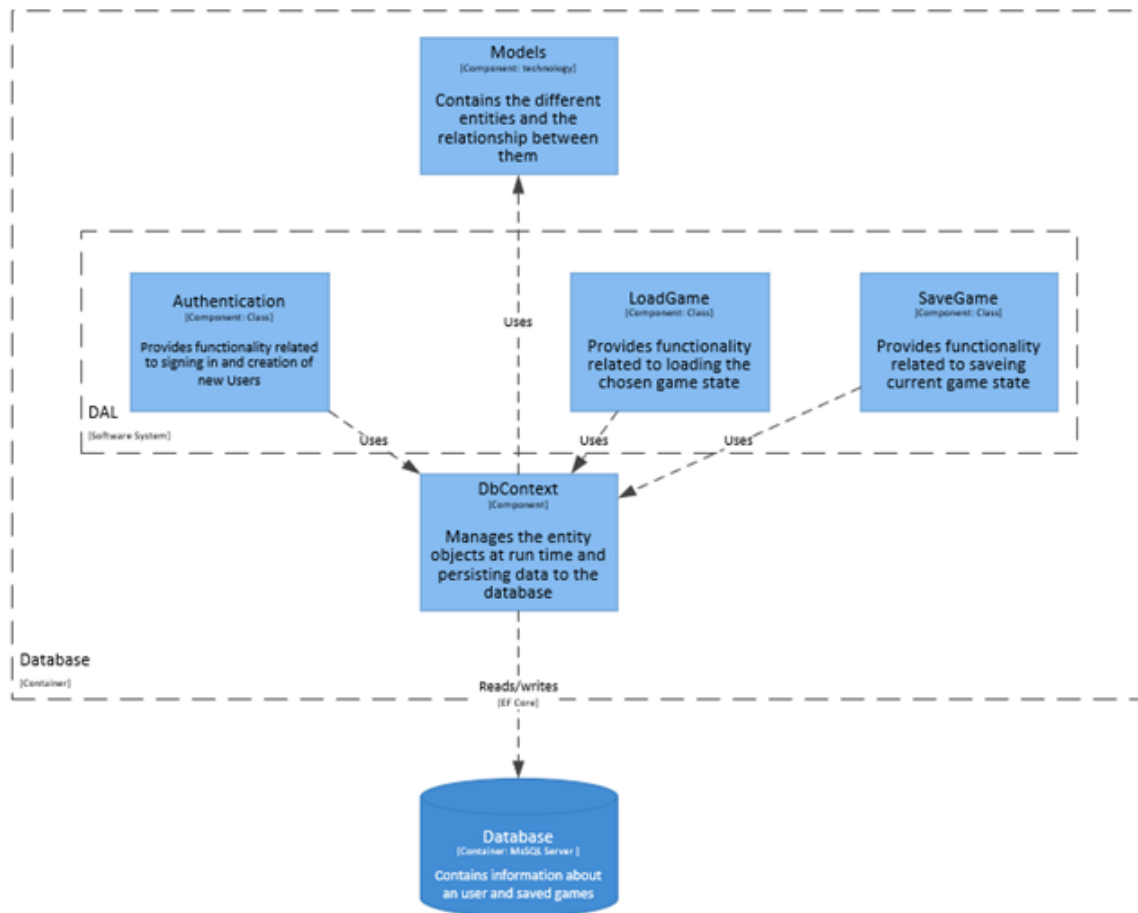 Models
[Component: technology]
Contains the different
entities and the
relationship between
them
Authentication
[Component: Class]
Provides functionality related
to signing in and creation of
new Users
LoadGame
[Component: Class]
Provides functionality
related to loading the
chosen game state
SaveGame
[Component: Class]
Provides functionality
related to saveing
current game state
Uses
DAL
[Software System]
Uses
Uses
Uses
DbContext
[Component]
Manages the entity
objects at run time and
persisting data to the
database
Database
[Container]
Reads/writes
[EF Core]
Database
[Container: MsSQL Server ]
Contains information about
an user and saved games